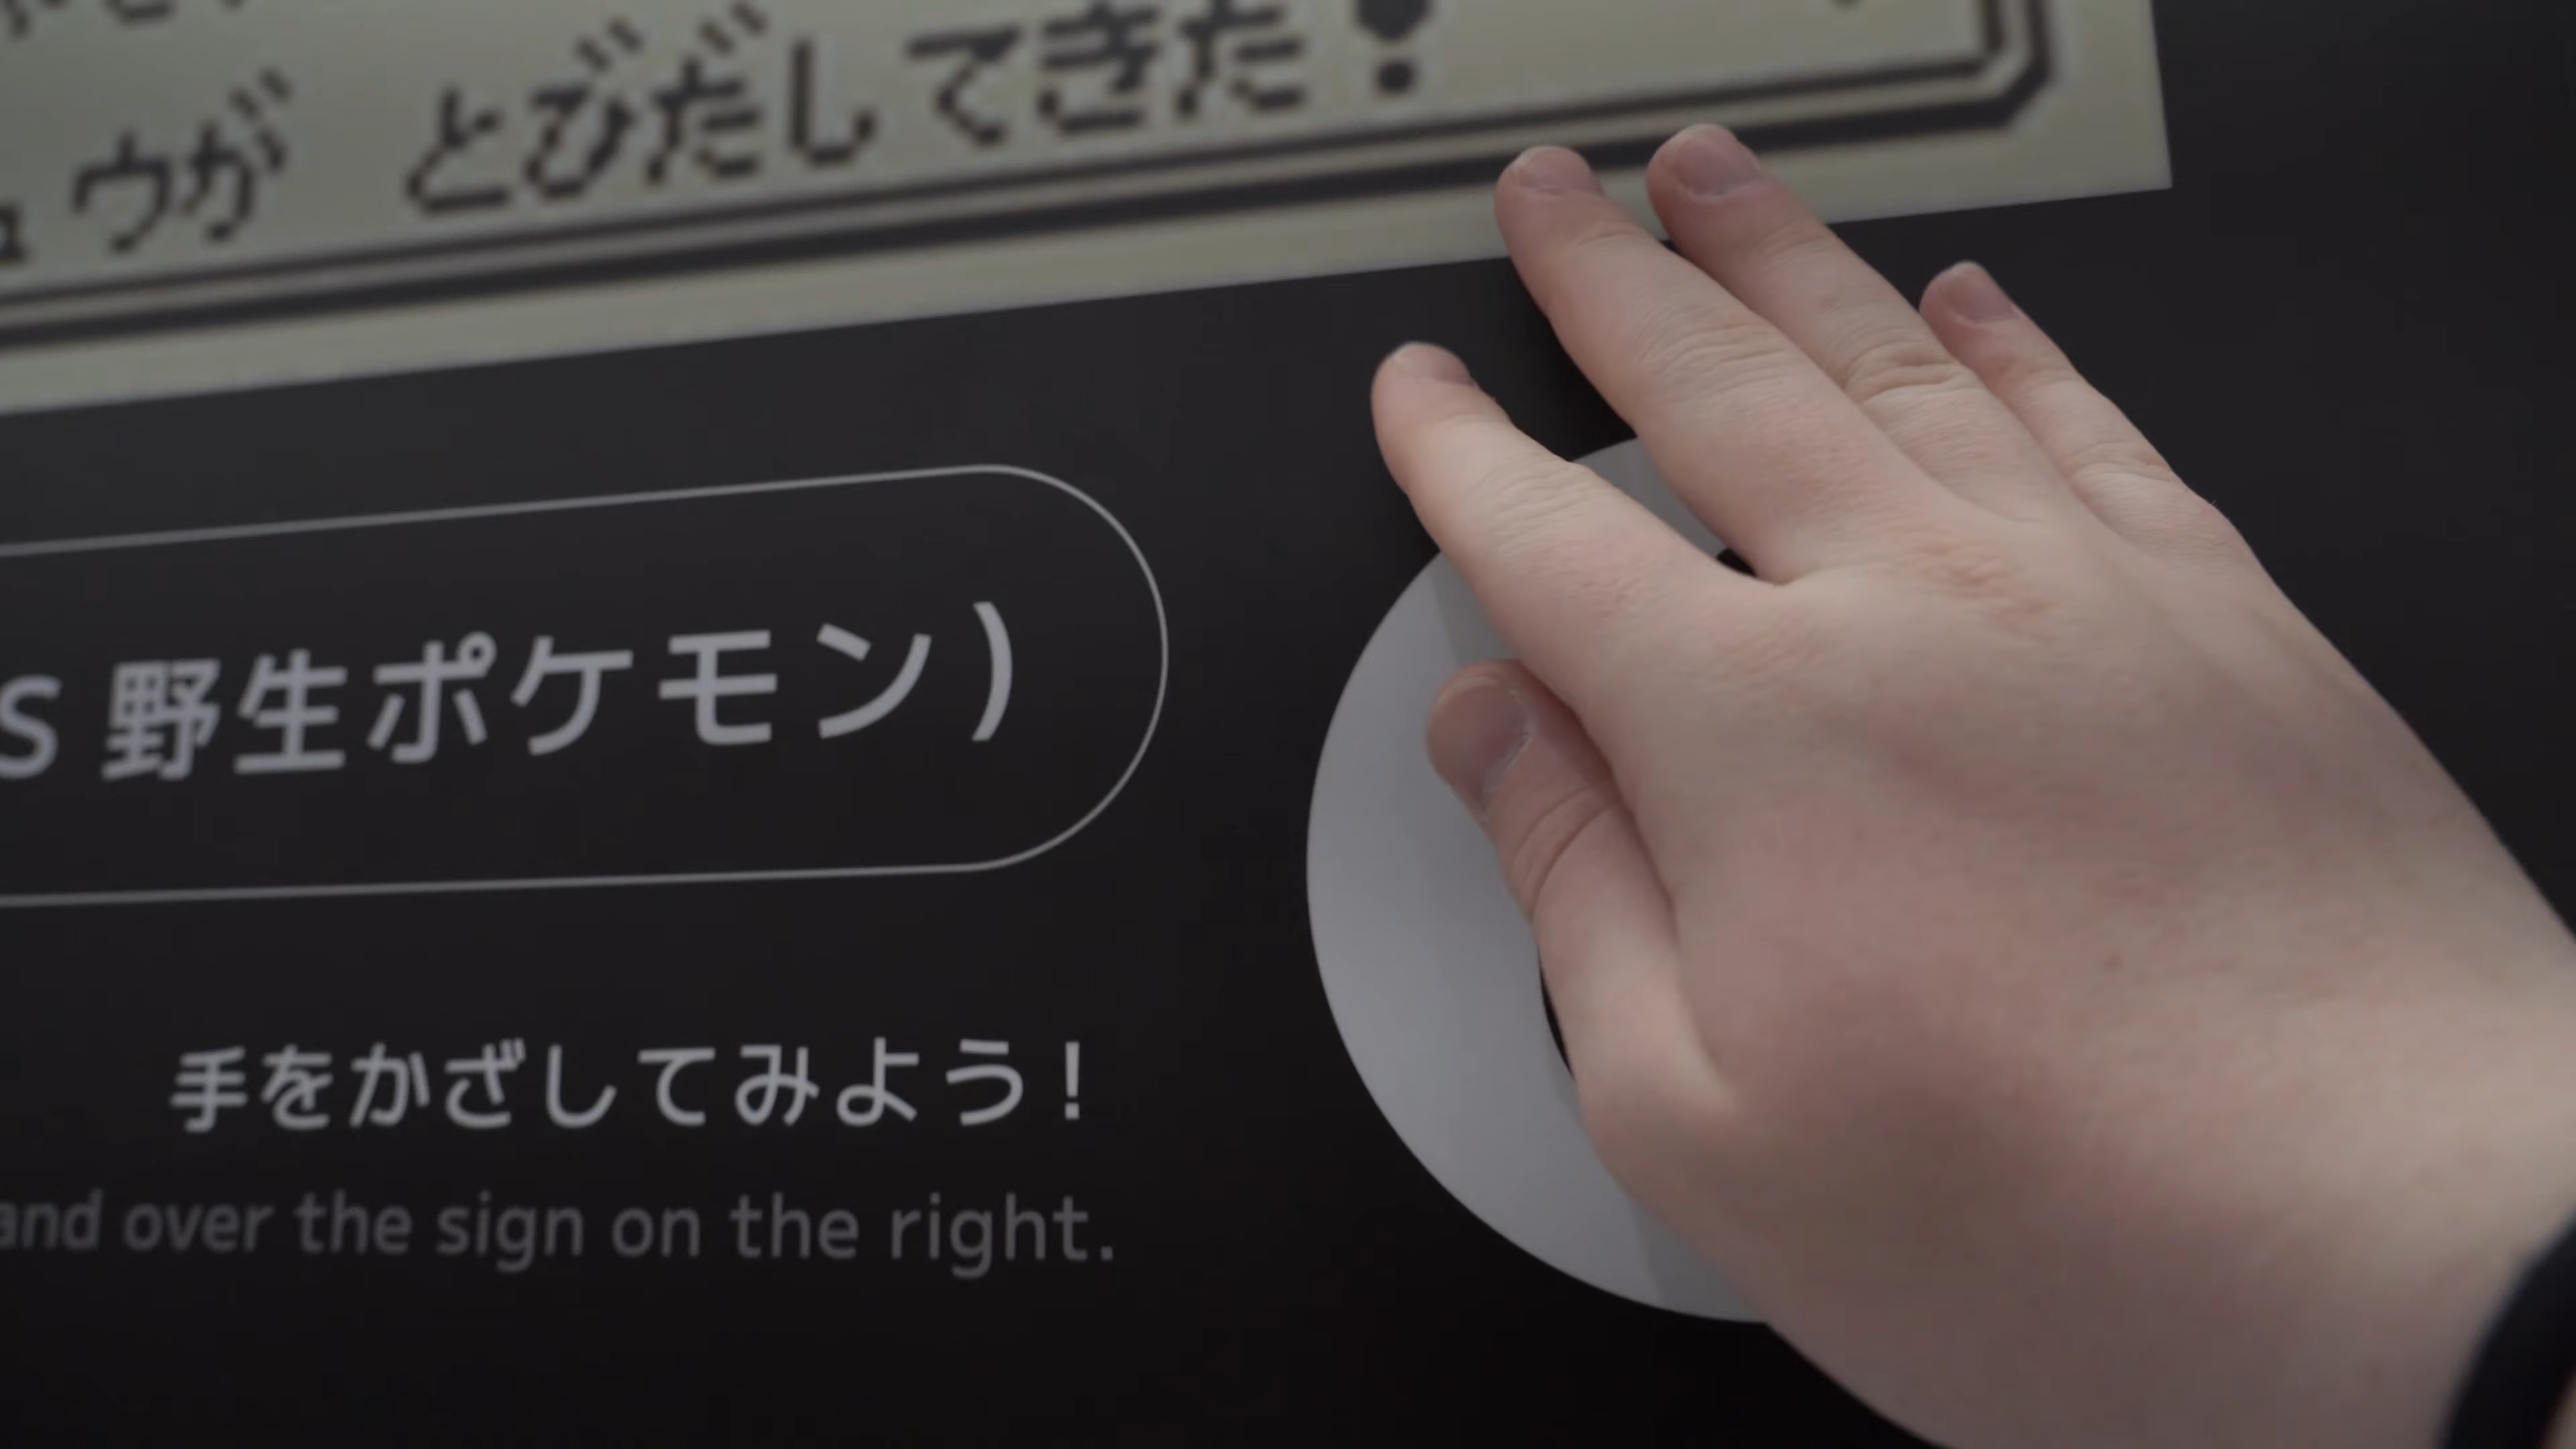 ュウが とびだしてきた!
S 野生ポケモン)
手をかざしてみよう!
and over the sign on the right.